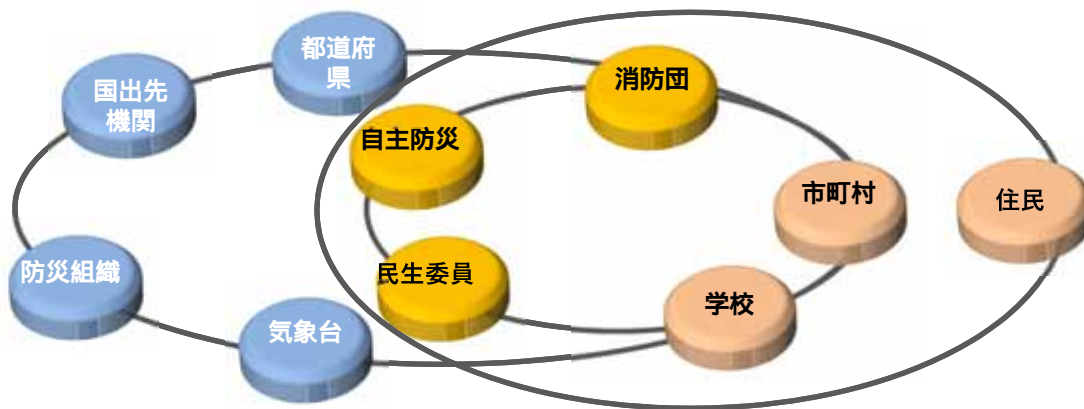 都道府
県
国出先
機関
消防団
自主防災
市町村
住民
防災組織
民生委員
学校
気象台